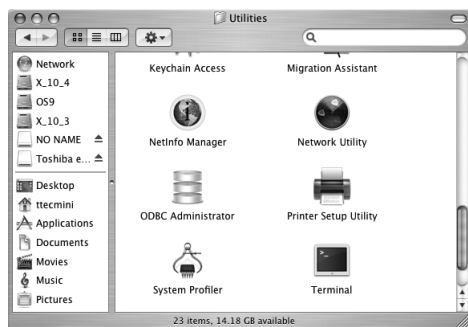 Utilities
Network
X_10_4
OS9
X_10_3
NO NAME
Toshiba e...
Desktop
ttecmini
Applications
Documents
Movies
Music
Pictures
Keychain Access
Migration Assistant
NetInfo Manager
Network Utility
ODBC Administrator
Printer Setup Utility
System Profiler
Terminal
23 items, 14.18 GB available